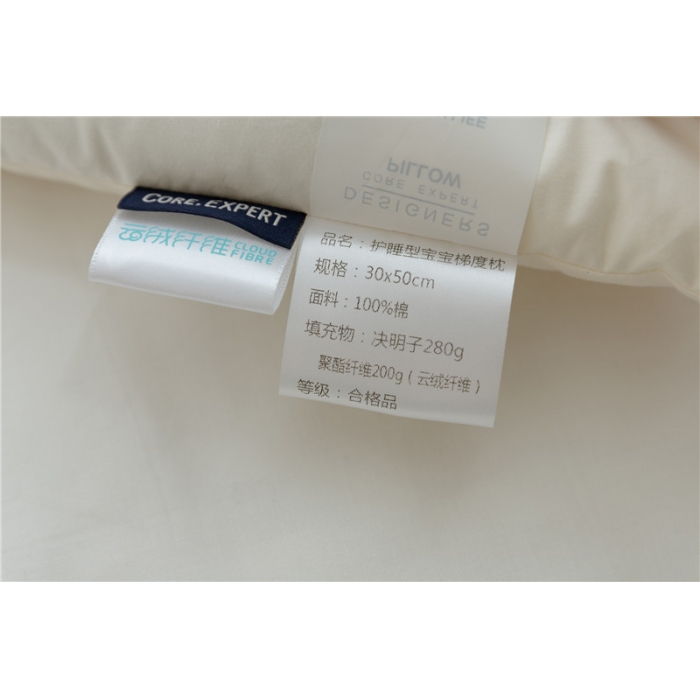 LIFE
PILLOW
CORE EXPERT
DESIGNERS
CORE.EXPERT
绒纤维 CLOUD
FIBRE
品名：护睡型宝宝梯度枕
规格：30x50cm
面料：100%棉
填充物：决明子280g
聚酯纤维200g（云绒纤维）
等级：合格品